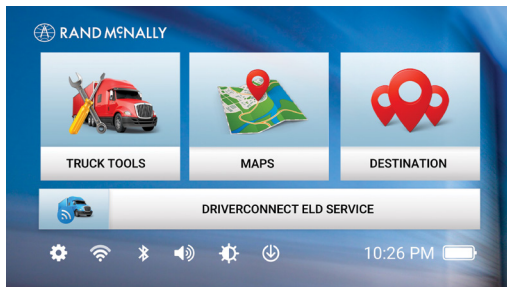 RAND MCNALLY
TRUCK TOOLS
MAPS
DESTINATION
DRIVERCONNECT ELD SERVICE
10:26 PM